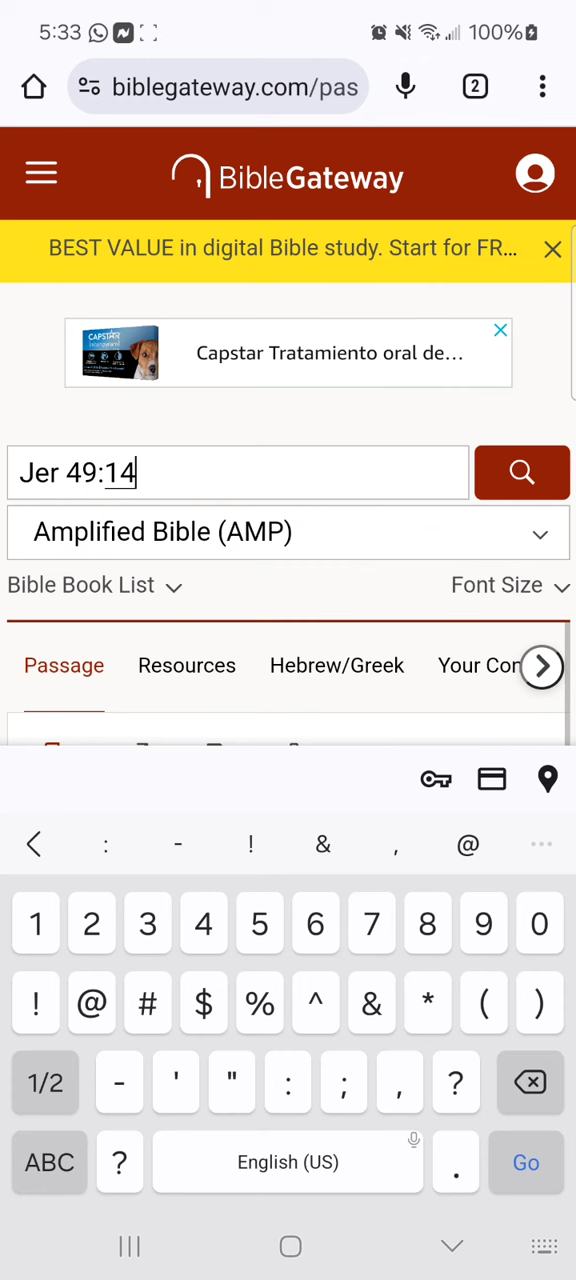 5:33 100%
biblegateway.com/pas 2
BibleGateway
BEST VALUE in digital Bible study. Start for FR...
CAPSTAR
Capstar Tratamiento oral de...
Jer 49:14
Amplified Bible (AMP)
Bible Book List Font Size
Passage Resources Hebrew/Greek Your Con
: - ! & , @ ...
1 2 3 4 5 6 7 8 9 0
! @ # $ % ^ & * ( )
1/2 - ' " : ; , ?
ABC ? English (US) . Go